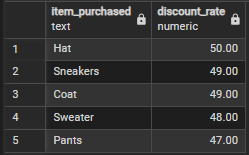 item_purchased discount_rate
text numeric
1 Hat 50.00
2 Sneakers 49.00
3 Coat 49.00
4 Sweater 48.00
5 Pants 47.00